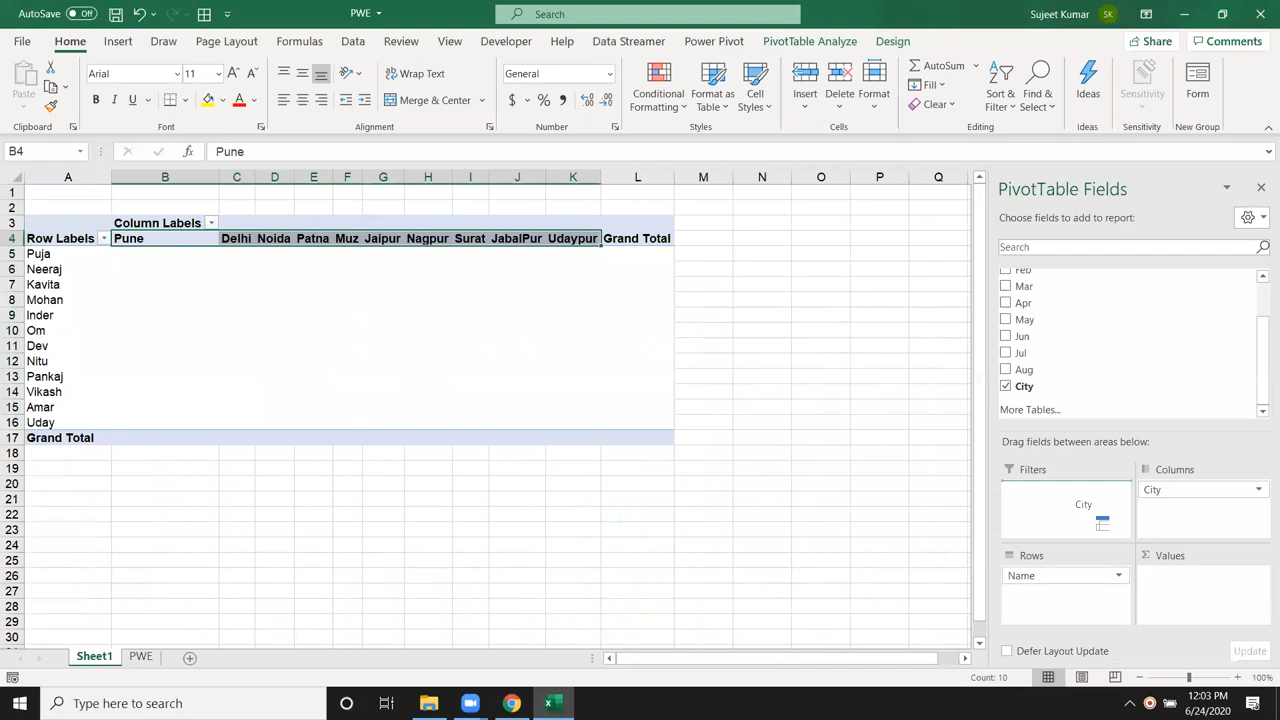 AutoSave Off PWE Search Sujeet Kumar SK
File Home Insert Draw Page Layout Formulas Data Review View Developer Help Data Streamer Power Pivot PivotTable Analyze Design Share Comments
Paste Arial 11 Wrap Text General Conditional Formatting Format as Table Cell Styles Insert Delete Format AutoSum Fill Clear Sort & Filter Find & Select Ideas Sensitivity Form
B I U Merge & Center $ %
Clipboard Font Alignment Number Styles Cells Editing Ideas Sensitivity New Group
B4 fx Pune
A B C D E F G H I J K L M N O P Q
1
2
3 Column Labels
4 Row Labels Pune Delhi Noida Patna Muz Jaipur Nagpur Surat JabalPur Udaypur Grand Total
5 Puja
6 Neeraj
7 Kavita
8 Mohan
9 Inder
10 Om
11 Dev
12 Nitu
13 Pankaj
14 Vikash
15 Amar
16 Uday
17 Grand Total
18
19
20
21
22
23
24
25
26
27
28
29
30
PivotTable Fields
Choose fields to add to report:
Search
Feb
Mar
Apr
May
Jun
Jul
Aug
City
More Tables...
Drag fields between areas below:
Filters Columns
City City
Rows Σ Values
Name
Defer Layout Update Update
Sheet1 PWE
Count: 10 100%
Type here to search
12:03 PM
6/24/2020